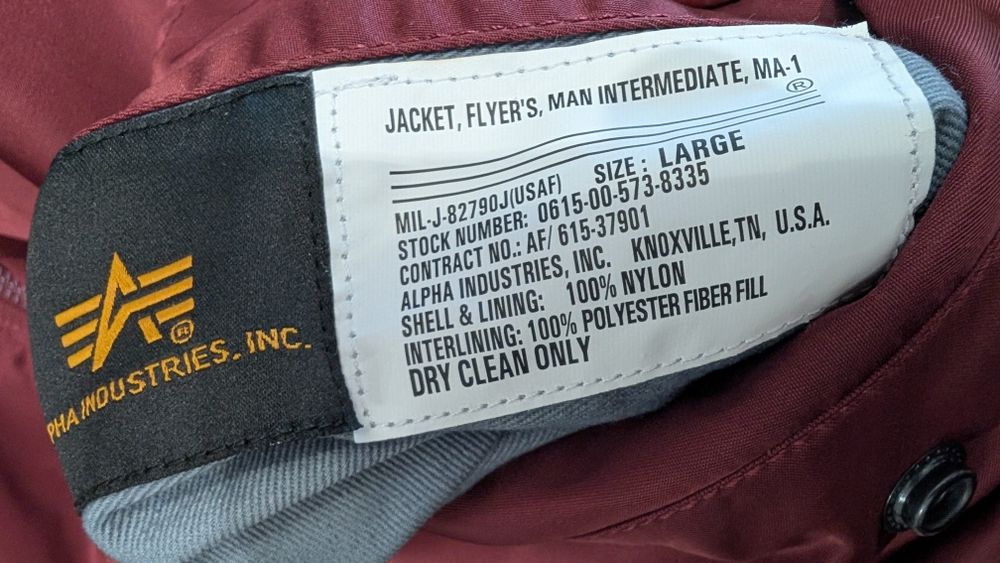 JACKET, FLYER'S, MAN INTERMEDIATE, MA-1
®
SIZE: LARGE
MIL-J-82790J(USAF)
STOCK NUMBER: 0615-00-573-8335
CONTRACT NO.: AF/ 615-37901
ALPHA INDUSTRIES, INC. KNOXVILLE,TN, U.S.A.
SHELL & LINING: 100% NYLON
INTERLINING: 100% POLYESTER FIBER FILL
DRY CLEAN ONLY
®
PHA INDUSTRIES. INC.